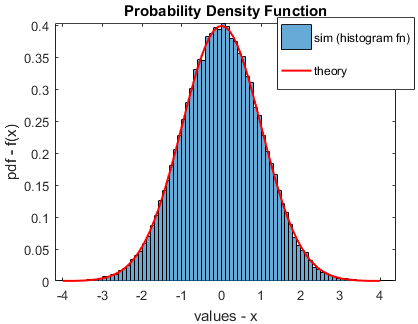 Probability Density Function
sim (histogram fn)
theory
pdf - f(x)
0.4
0.35
0.3
0.25
0.2
0.15
0.1
0.05
0
-4 -3 -2 -1 0 1 2 3 4
values - x